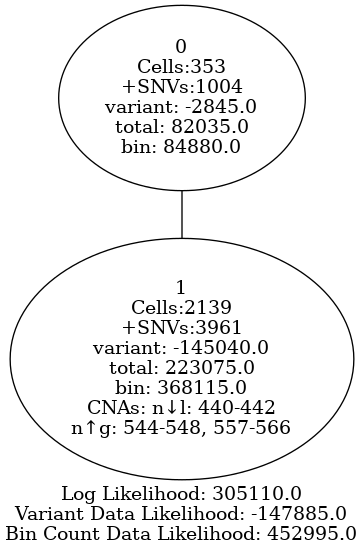 0
Cells:353
+SNVs:1004
variant: -2845.0
total: 82035.0
bin: 84880.0
1
Cells:2139
+SNVs:3961
variant: -145040.0
total: 223075.0
bin: 368115.0
CNAs: n↓l: 440-442
n↑g: 544-548, 557-566
Log Likelihood: 305110.0
Variant Data Likelihood: -147885.0
Bin Count Data Likelihood: 452995.0